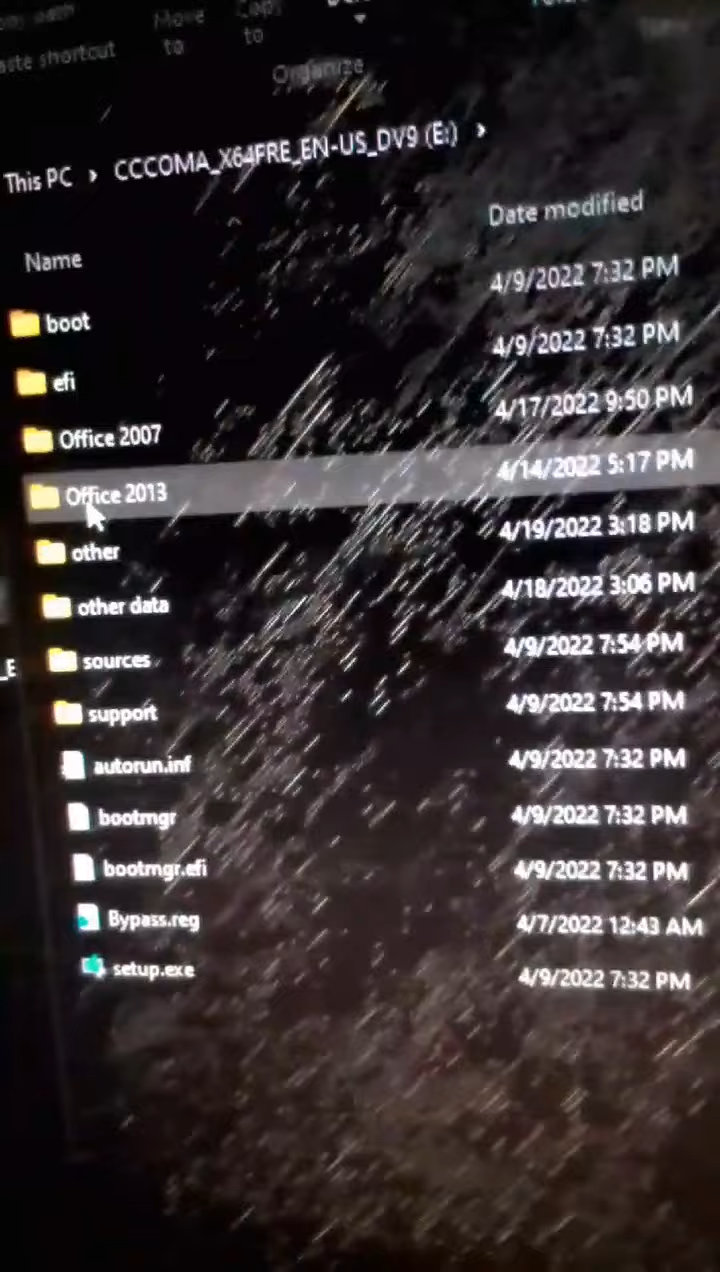 Move to
Copy to
aste shortcut
Organize
This PC › CCCOMA_X64FRE_EN-US_DV9 (E:) ›
Name Date modified
boot 4/9/2022 7:32 PM
efi 4/9/2022 7:32 PM
Office 2007 4/17/2022 9:50 PM
Office 2013 4/14/2022 5:17 PM
other 4/19/2022 3:18 PM
other data 4/18/2022 3:06 PM
sources 4/9/2022 7:54 PM
_E
support 4/9/2022 7:54 PM
autorun.inf 4/9/2022 7:32 PM
bootmgr 4/9/2022 7:32 PM
bootmgr.efi 4/9/2022 7:32 PM
Bypass.reg 4/7/2022 12:43 AM
setup.exe 4/9/2022 7:32 PM